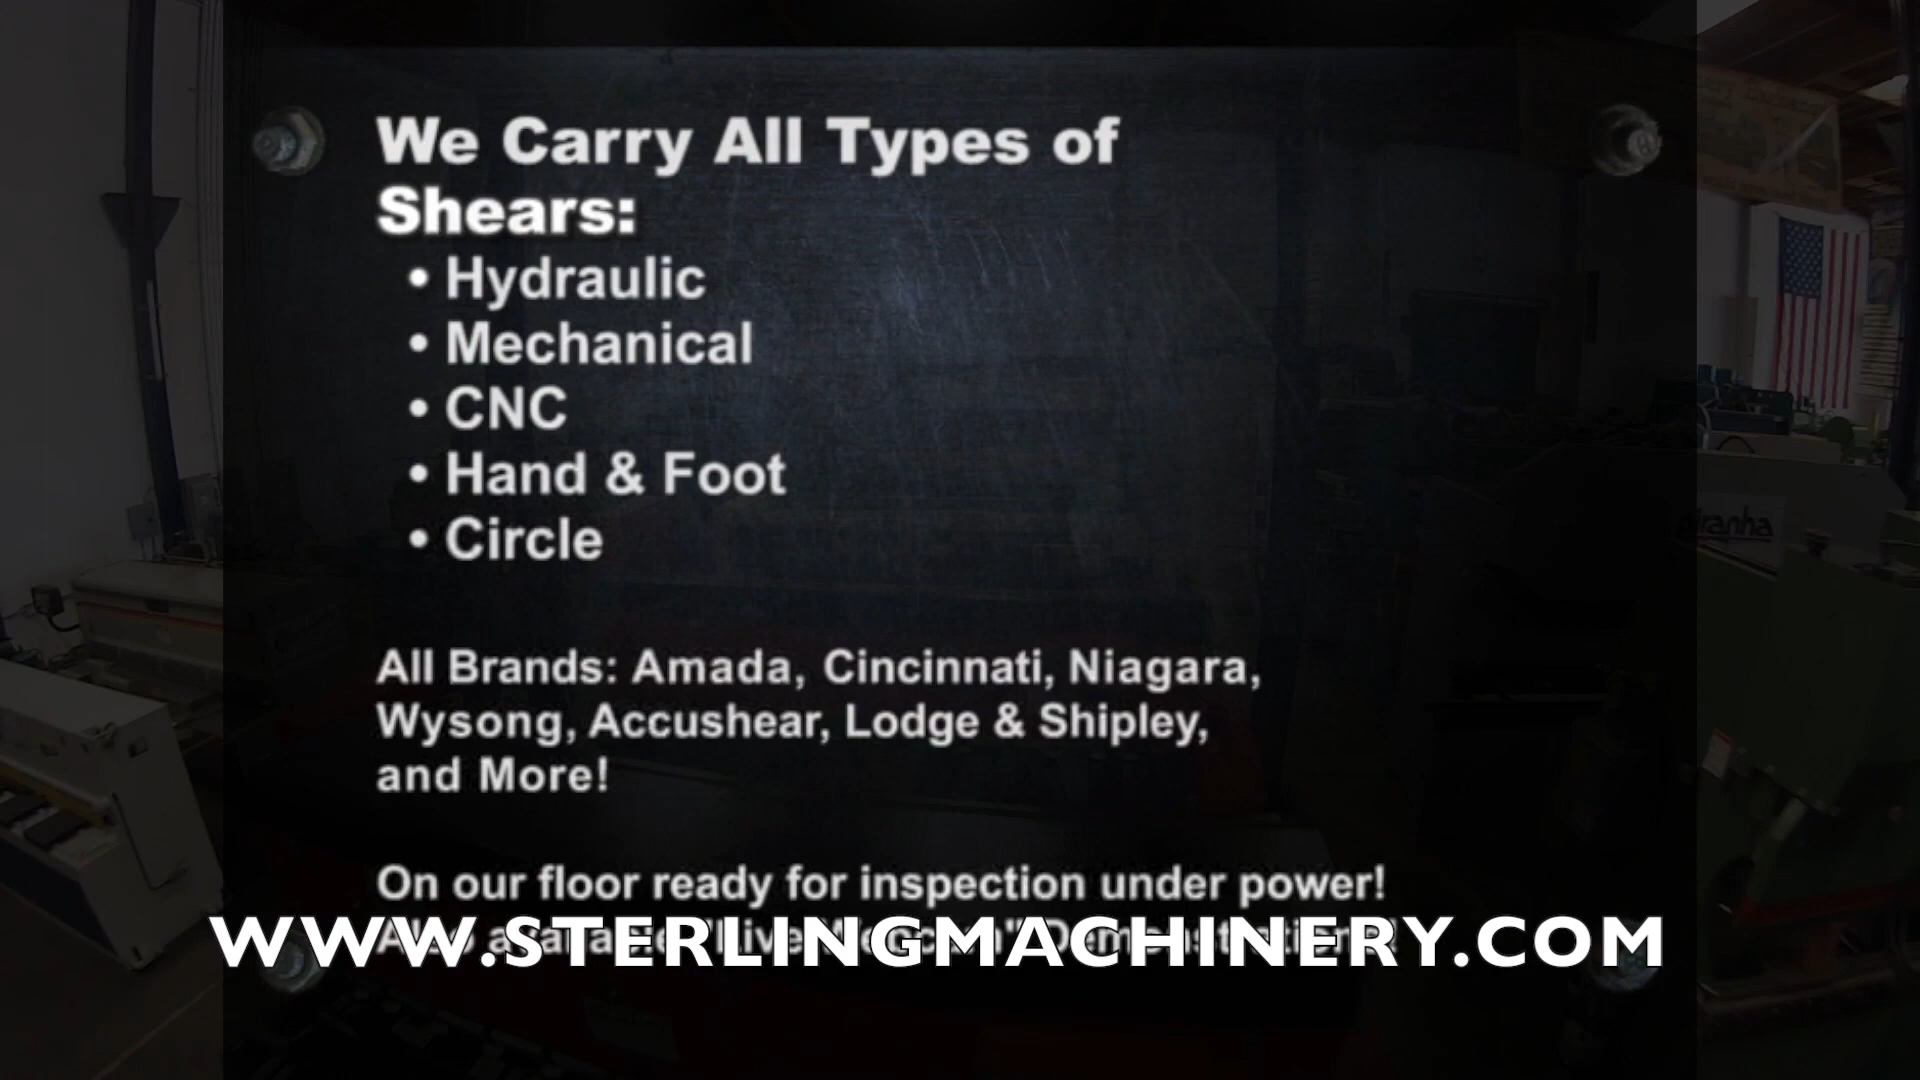 We Carry All Types of
Shears:
• Hydraulic
• Mechanical
• CNC
• Hand & Foot
• Circle
All Brands: Amada, Cincinnati, Niagara,
Wysong, Accushear, Lodge & Shipley,
and More!
On our floor ready for inspection under power!
WWW.STERLINGMACHINERY.COM
piranha